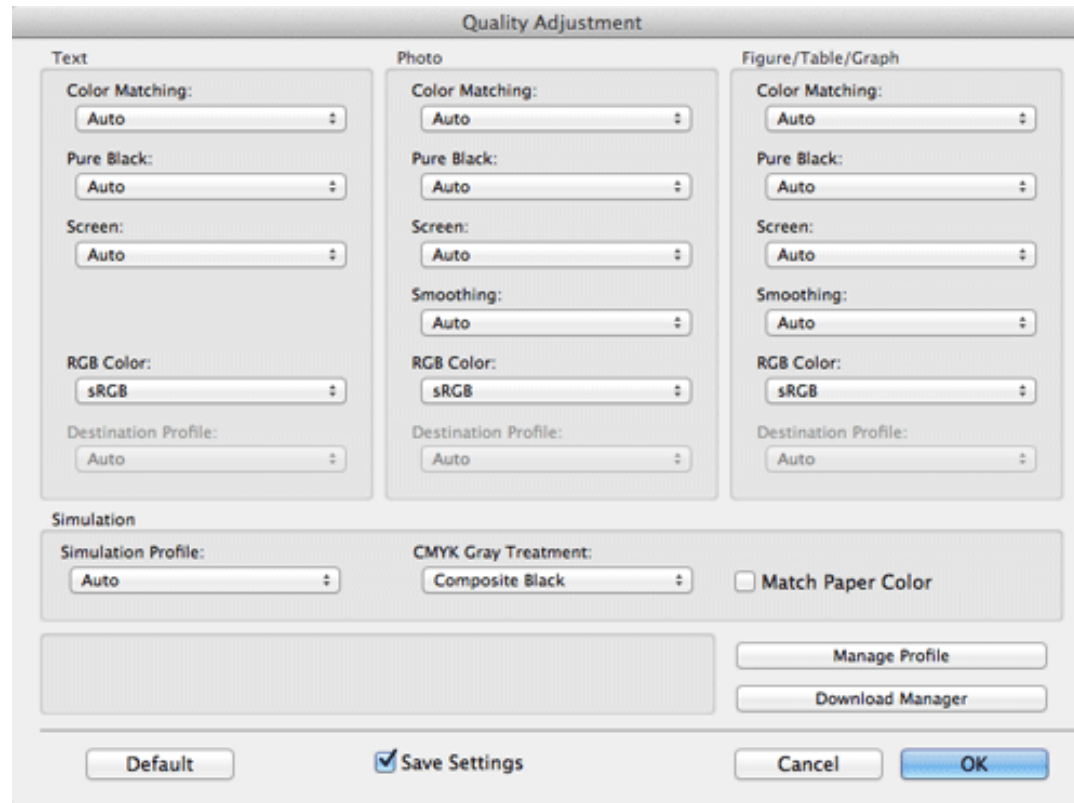 Quality Adjustment
Text Photo Figure/Table/Graph
Color Matching: Color Matching: Color Matching:
Auto Auto Auto
Pure Black: Pure Black: Pure Black:
Auto Auto Auto
Screen: Screen: Screen:
Auto Auto Auto
Smoothing: Smoothing:
Auto Auto
RGB Color: RGB Color: RGB Color:
sRGB sRGB sRGB
Destination Profile: Destination Profile: Destination Profile:
Auto Auto Auto
Simulation
Simulation Profile: CMYK Gray Treatment:
Auto Composite Black Match Paper Color
Manage Profile
Download Manager
Default Save Settings Cancel OK